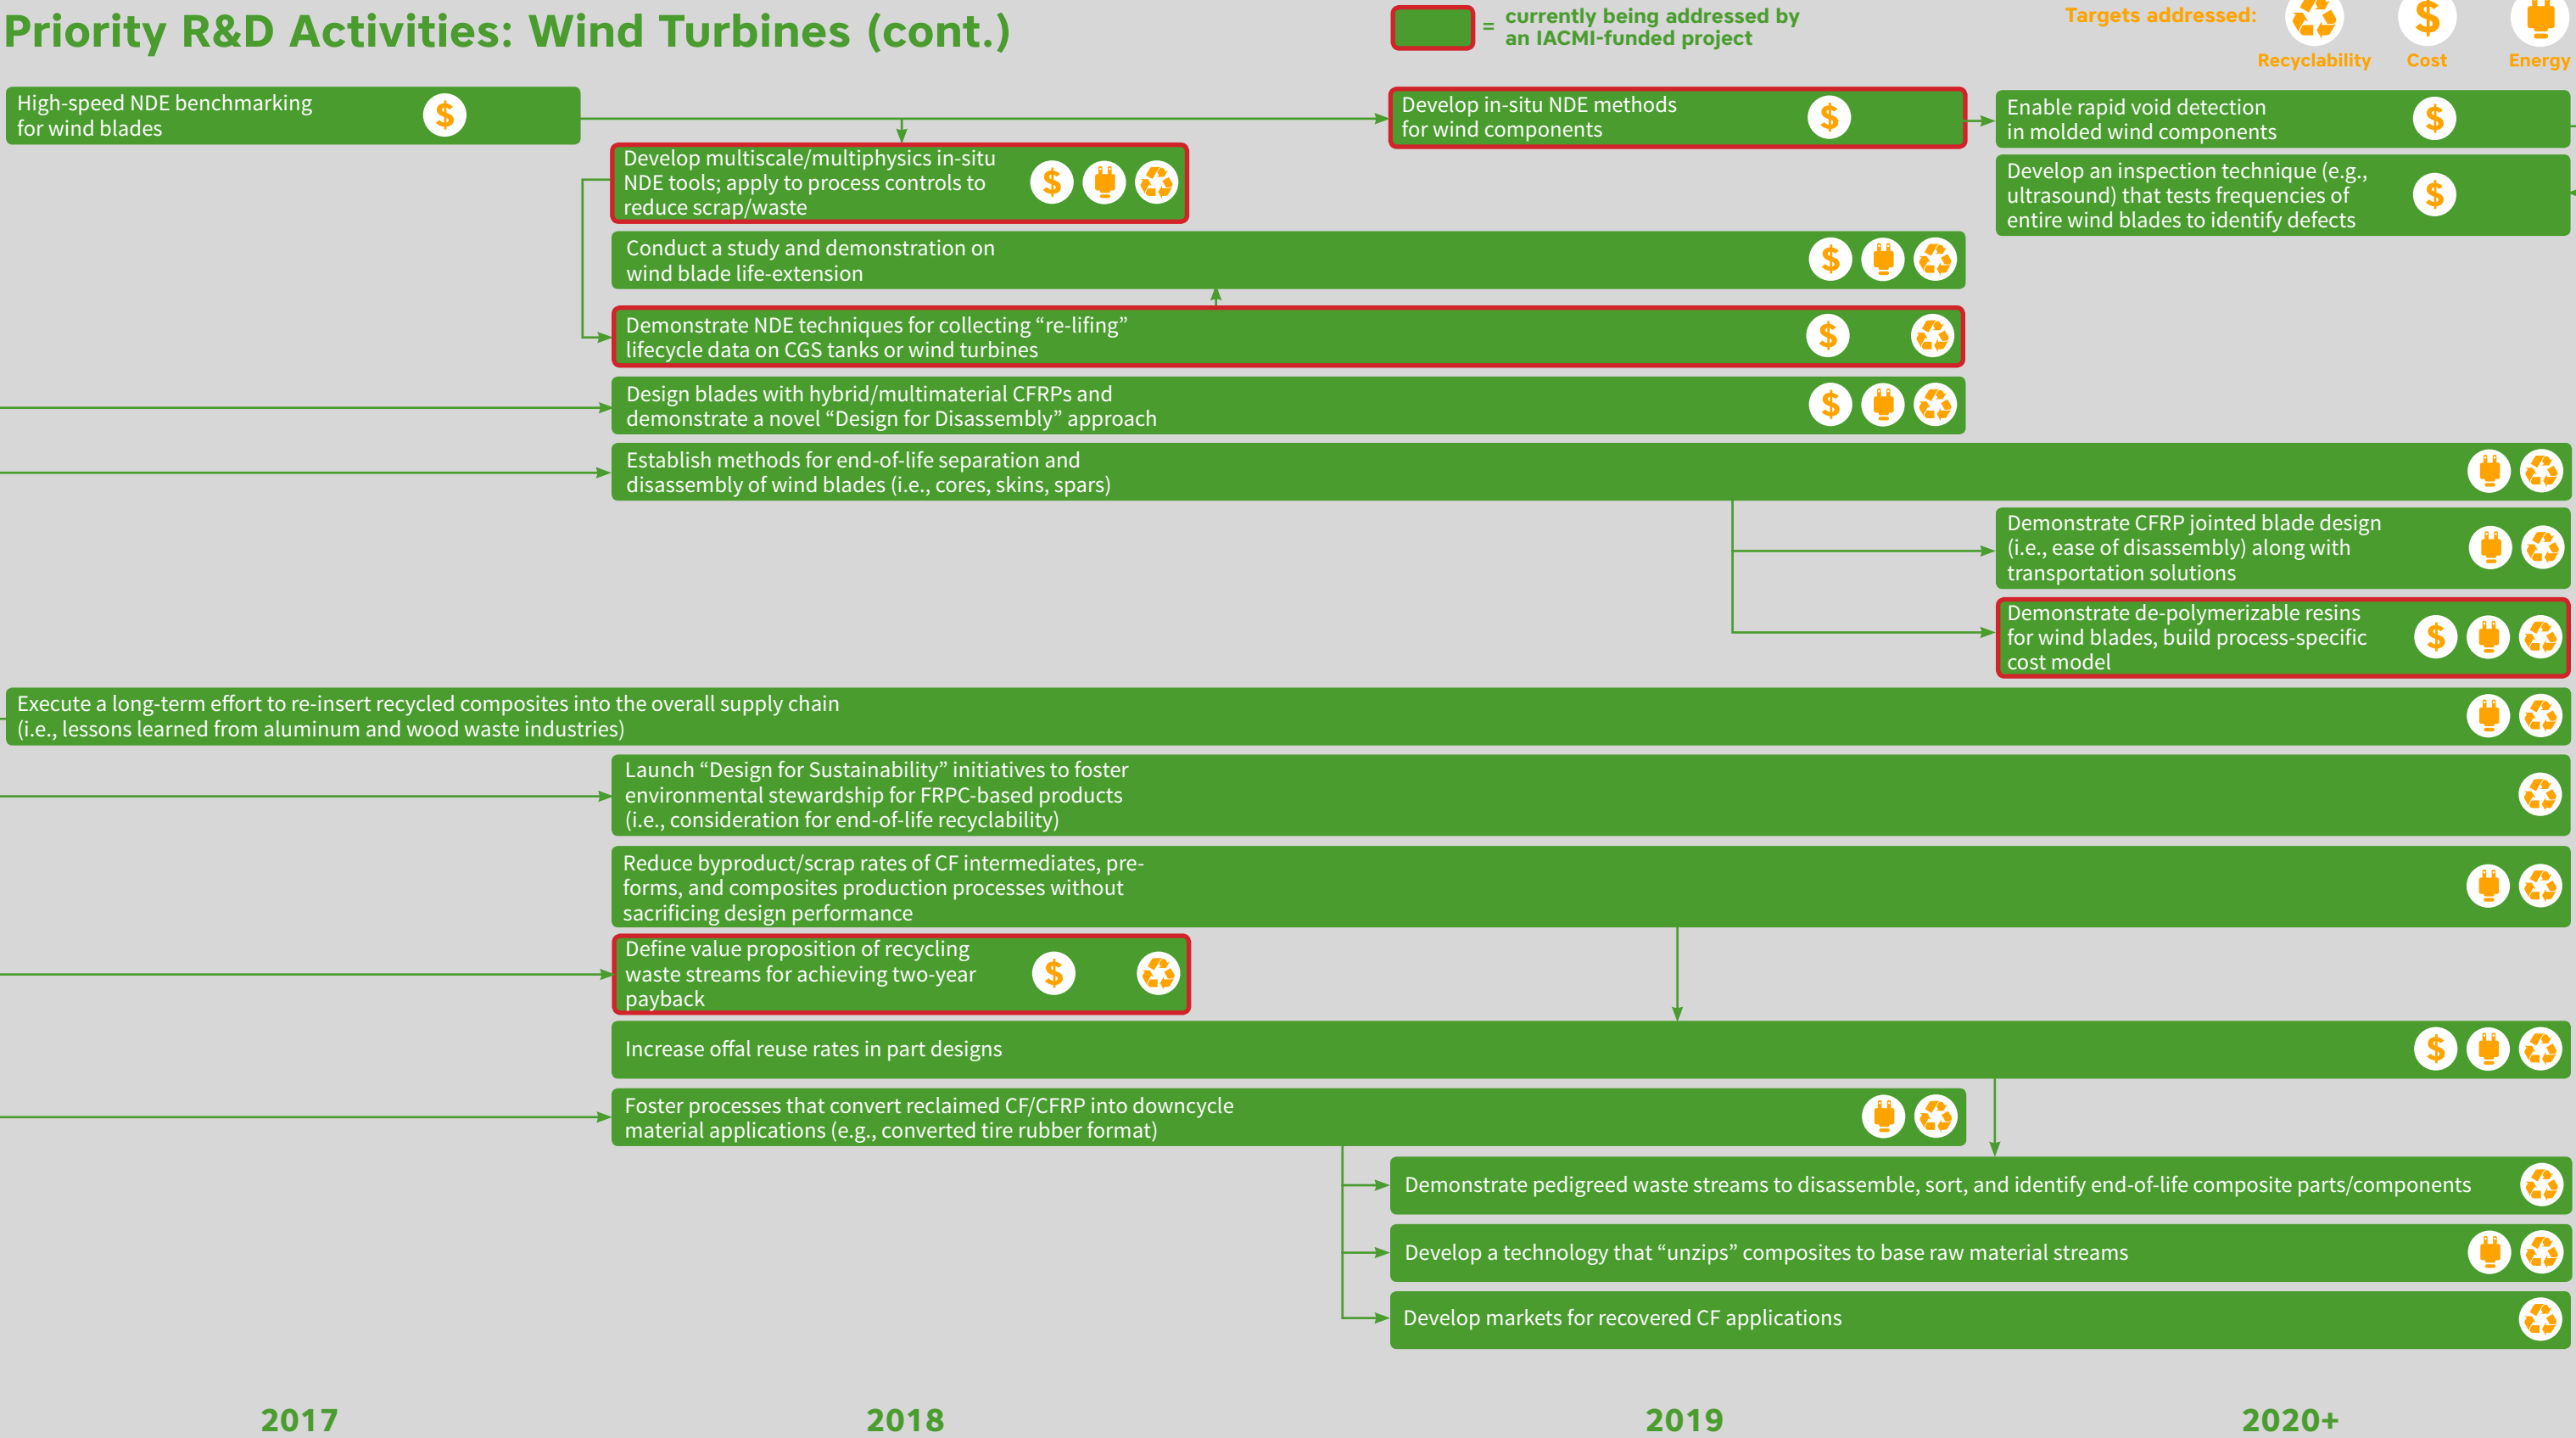 Priority R&D Activities: Wind Turbines (cont.)
= currently being addressed by
an IACMI-funded project
Targets addressed:
Recyclability
Cost
Energy
High-speed NDE benchmarking
for wind blades
Develop in-situ NDE methods
for wind components
Enable rapid void detection
in molded wind components
Develop multiscale/multiphysics in-situ
NDE tools; apply to process controls to
reduce scrap/waste
Develop an inspection technique (e.g.,
ultrasound) that tests frequencies of
entire wind blades to identify defects
Conduct a study and demonstration on
wind blade life-extension
Demonstrate NDE techniques for collecting “re-lifing”
lifecycle data on CGS tanks or wind turbines
Design blades with hybrid/multimaterial CFRPs and
demonstrate a novel “Design for Disassembly” approach
Establish methods for end-of-life separation and
disassembly of wind blades (i.e., cores, skins, spars)
Demonstrate CFRP jointed blade design
(i.e., ease of disassembly) along with
transportation solutions
Demonstrate de-polymerizable resins
for wind blades, build process-specific
cost model
Execute a long-term effort to re-insert recycled composites into the overall supply chain
(i.e., lessons learned from aluminum and wood waste industries)
Launch “Design for Sustainability” initiatives to foster
environmental stewardship for FRPC-based products
(i.e., consideration for end-of-life recyclability)
Reduce byproduct/scrap rates of CF intermediates, pre-
forms, and composites production processes without
sacrificing design performance
Define value proposition of recycling
waste streams for achieving two-year
payback
Increase offal reuse rates in part designs
Foster processes that convert reclaimed CF/CFRP into downcycle
material applications (e.g., converted tire rubber format)
Demonstrate pedigreed waste streams to disassemble, sort, and identify end-of-life composite parts/components
Develop a technology that “unzips” composites to base raw material streams
Develop markets for recovered CF applications
2017
2018
2019
2020+